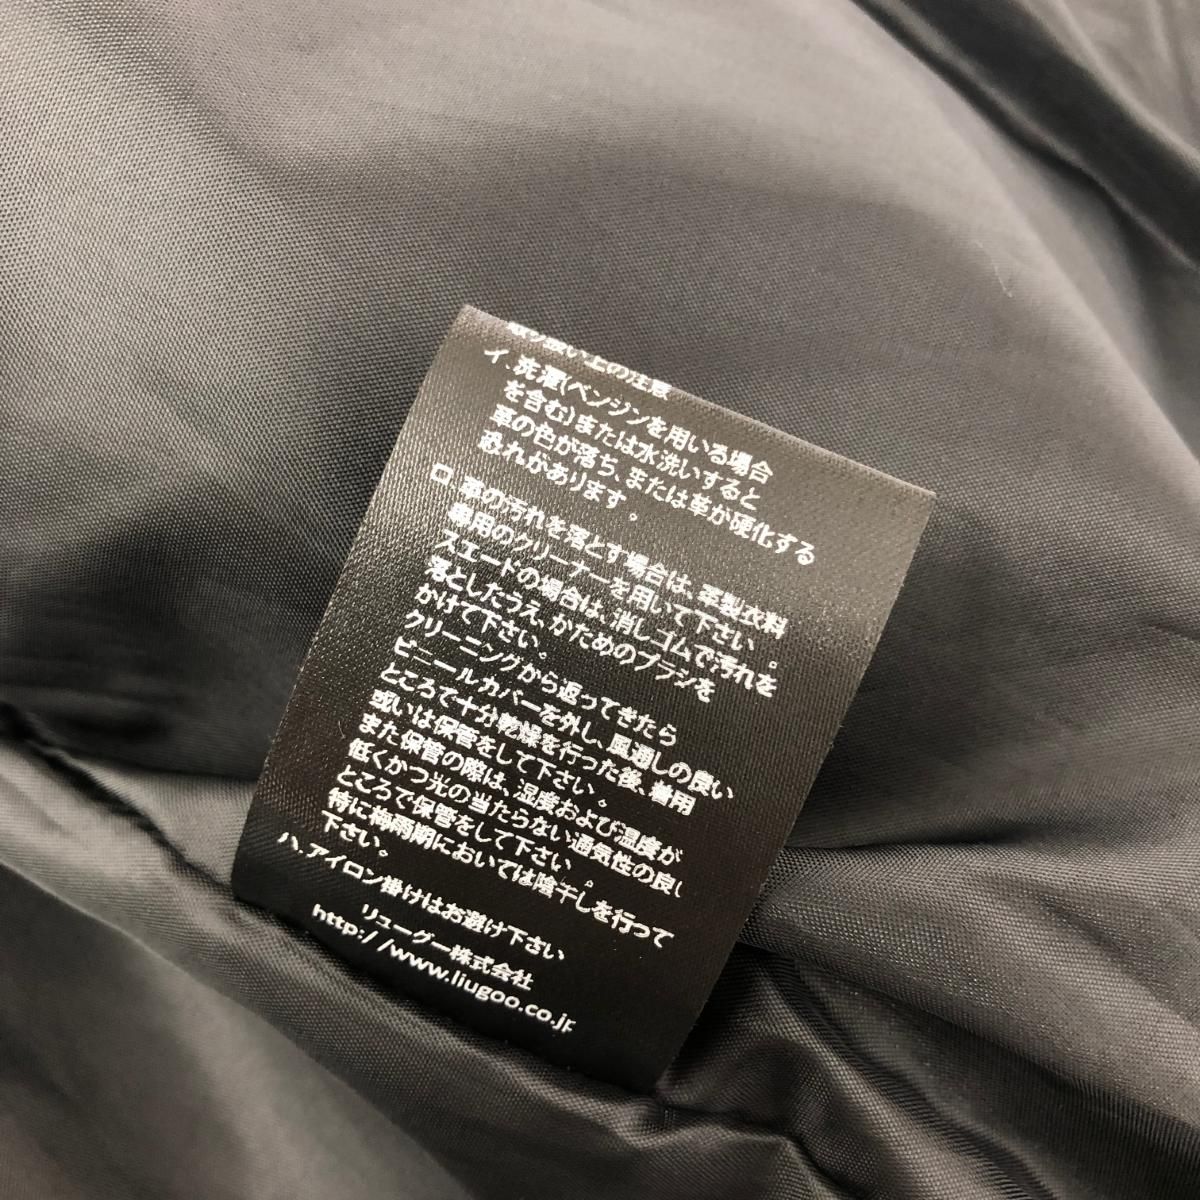 取り扱い上の注意
イ、洗濯(ベンジンを用いる場合
を含む)または水洗いすると
革の色が落ち、または革が硬化する
恐れがあります。
ロ、革の汚れを落とす場合は、革製衣料
専用のクリーナーを用いて下さい。
スエードの場合は、消しゴムで汚れを
落としたうえ、かためのブラシを
かけて下さい。
クリーニングから返ってきたら
ビニールカバーを外し、風通しの良い
ところで十分乾燥を行った後、着用
或いは保管をして下さい。
また保管の際は、湿度および温度が
低くかつ光の当たらない通気性の良い
ところで保管をして下さい。
特に梅雨期においては陰干しを行って
下さい。
ハ、アイロン掛けはお避け下さい
リューグー株式会社
http://www.liugoo.co.jp